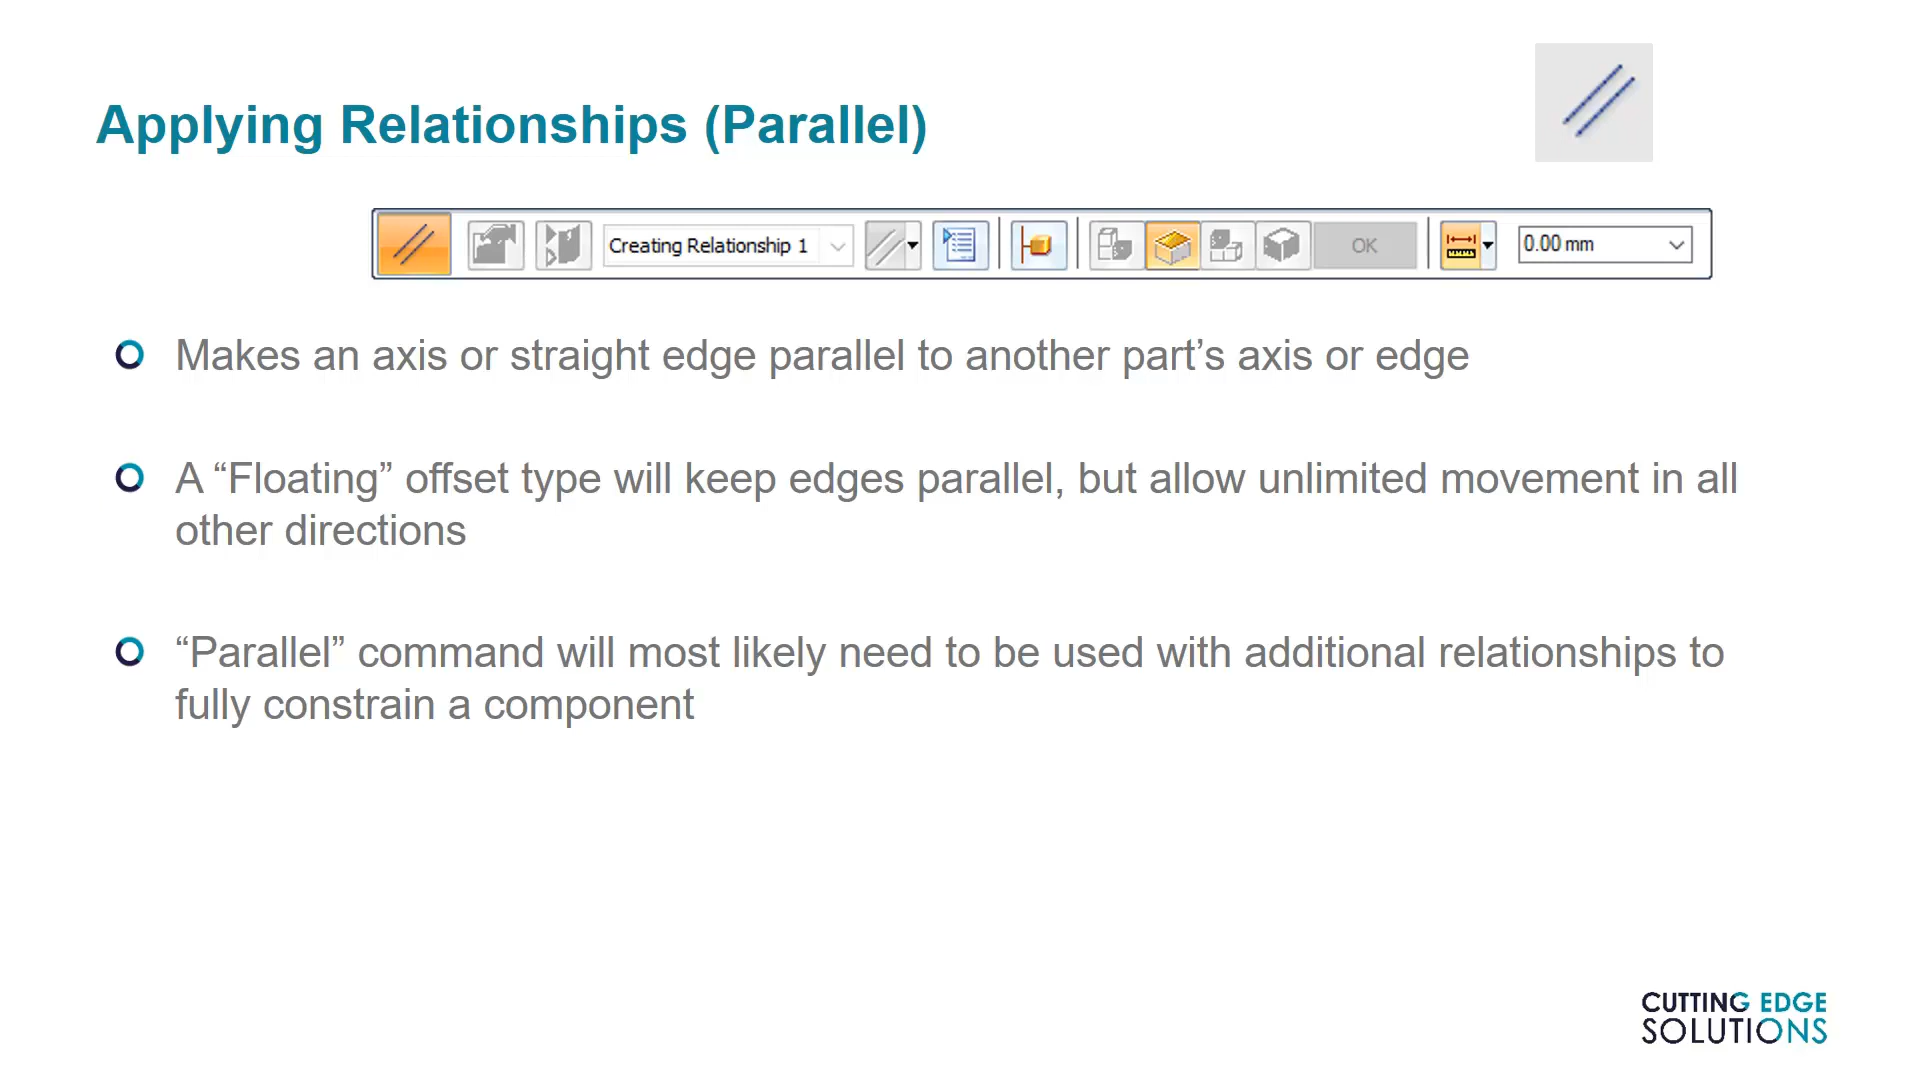 Applying Relationships (Parallel)
Creating Relationship 1
OK
0.00 mm
Makes an axis or straight edge parallel to another part’s axis or edge
A “Floating” offset type will keep edges parallel, but allow unlimited movement in all
other directions
“Parallel” command will most likely need to be used with additional relationships to
fully constrain a component
CUTTING EDGE
SOLUTIONS